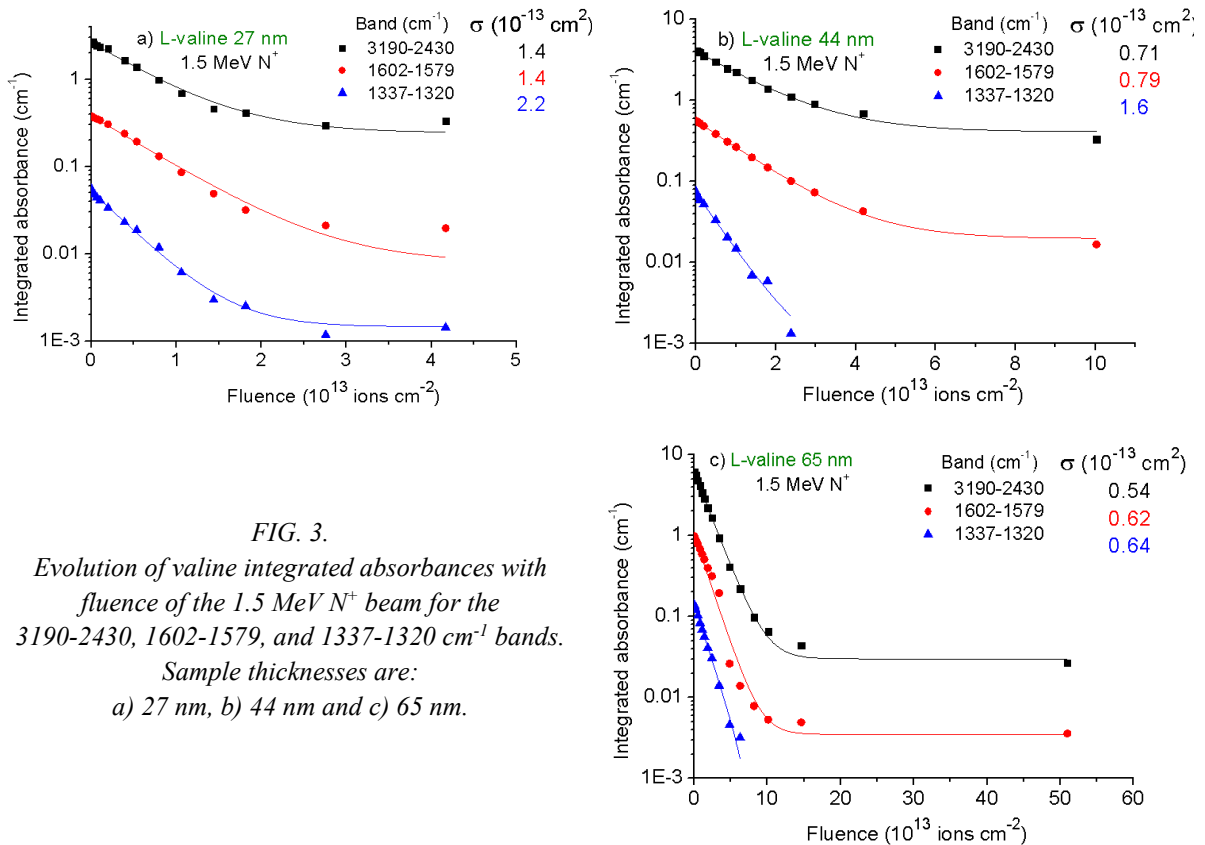 a) L-valine 27 nm
1.5 MeV N⁺
Band (cm⁻¹) σ (10⁻¹³ cm²)
3190-2430 1.4
1602-1579 1.4
1337-1320 2.2
Integrated absorbance (cm⁻¹)
1
0.1
0.01
1E-3
0 1 2 3 4 5
Fluence (10¹³ ions cm⁻²)
b) L-valine 44 nm
1.5 MeV N⁺
Band (cm⁻¹) σ (10⁻¹³ cm²)
3190-2430 0.71
1602-1579 0.79
1337-1320 1.6
Integrated absorbance (cm⁻¹)
10
1
0.1
0.01
1E-3
0 2 4 6 8 10
Fluence (10¹³ ions cm⁻²)
c) L-valine 65 nm
1.5 MeV N⁺
Band (cm⁻¹) σ (10⁻¹³ cm²)
3190-2430 0.54
1602-1579 0.62
1337-1320 0.64
Integrated absorbance (cm⁻¹)
10
1
0.1
0.01
1E-3
0 10 20 30 40 50 60
Fluence (10¹³ ions cm⁻²)
FIG. 3.
Evolution of valine integrated absorbances with
fluence of the 1.5 MeV N⁺ beam for the
3190-2430, 1602-1579, and 1337-1320 cm⁻¹ bands.
Sample thicknesses are:
a) 27 nm, b) 44 nm and c) 65 nm.